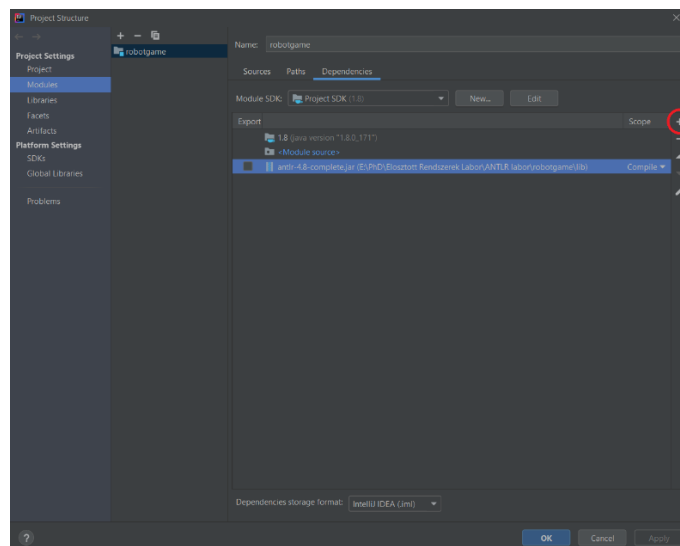 Project Structure
Project Settings
Project
Modules
Libraries
Facets
Artifacts
Platform Settings
SDKs
Global Libraries
Problems
robotgame
Name: robotgame
Sources Paths Dependencies
Module SDK: Project SDK (1.8) New... Edit
Export Scope
1.8 (java version "1.8.0_171")
<Module source>
antlr-4.8-complete.jar (E:\PhD\Elosztott Rendszerek Labor\ANTLR labor\robotgame\lib) Compile
Dependencies storage format: IntelliJ IDEA (.iml)
? OK Cancel Apply